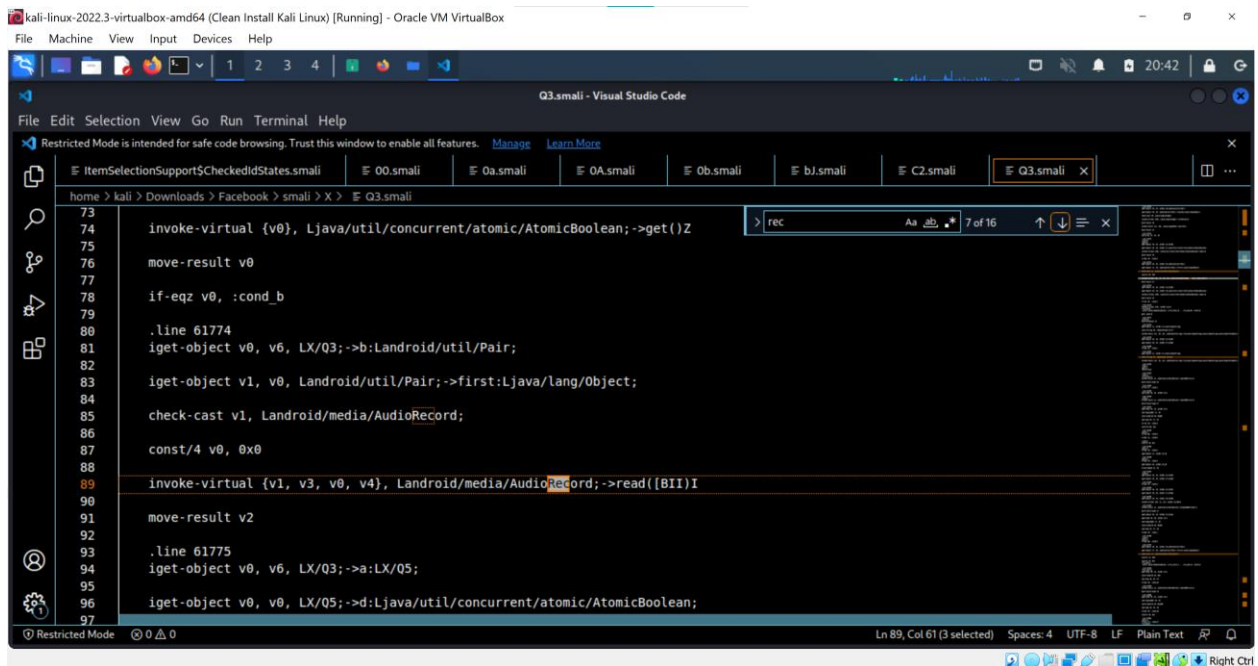 kali-linux-2022.3-virtualbox-amd64 (Clean Install Kali Linux) [Running] - Oracle VM VirtualBox
File Machine View Input Devices Help
1 2 3 4 20:42
Q3.smali - Visual Studio Code
File Edit Selection View Go Run Terminal Help
Restricted Mode is intended for safe code browsing. Trust this window to enable all features. Manage Learn More
ItemSelectionSupport$CheckedIdStates.smali 00.smali 0a.smali 0A.smali 0b.smali bJ.smali C2.smali Q3.smali
home > kali > Downloads > Facebook > smali > X > Q3.smali
rec Aa ab .* 7 of 16
73
74 invoke-virtual {v0}, Ljava/util/concurrent/atomic/AtomicBoolean;->get()Z
75
76 move-result v0
77
78 if-eqz v0, :cond_b
79
80 .line 61774
81 iget-object v0, v6, LX/Q3;->b:Landroid/util/Pair;
82
83 iget-object v1, v0, Landroid/util/Pair;->first:Ljava/lang/Object;
84
85 check-cast v1, Landroid/media/AudioRecord;
86
87 const/4 v0, 0x0
88
89 invoke-virtual {v1, v3, v0, v4}, Landroid/media/AudioRecord;->read([BII)I
90
91 move-result v2
92
93 .line 61775
94 iget-object v0, v6, LX/Q3;->a:LX/Q5;
95
96 iget-object v0, v0, LX/Q5;->d:Ljava/util/concurrent/atomic/AtomicBoolean;
97
1
Restricted Mode 0 0 Ln 89, Col 61 (3 selected) Spaces: 4 UTF-8 LF Plain Text
Right Ctrl